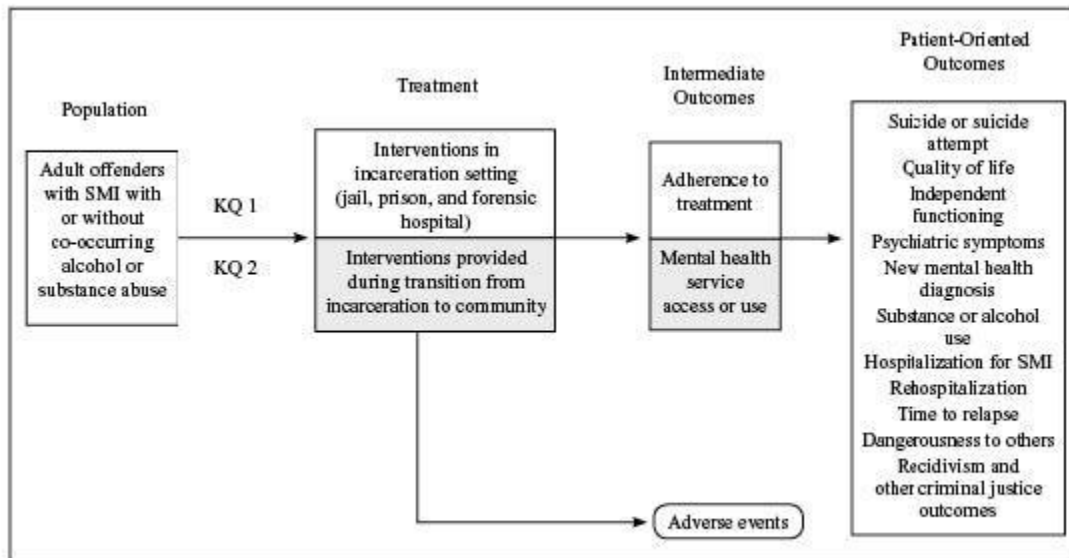 Population
Adult offenders
with SMI with
or without
co-occurring
alcohol or
substance abuse
KQ 1
KQ 2
Treatment
Interventions in
incarceration setting
(jail, prison, and forensic
hospital)
Interventions provided
during transition from
incarceration to community
Intermediate
Outcomes
Adherence to
treatment
Mental health
service
access or use
Patient-Oriented
Outcomes
Suicide or suicide
attempt
Quality of life
Independent
functioning
Psychiatric symptoms
New mental health
diagnosis
Substance or alcohol
use
Hospitalization for SMI
Rehospitalization
Time to relapse
Dangerousness to others
Recidivism and
other criminal justice
outcomes
Adverse events